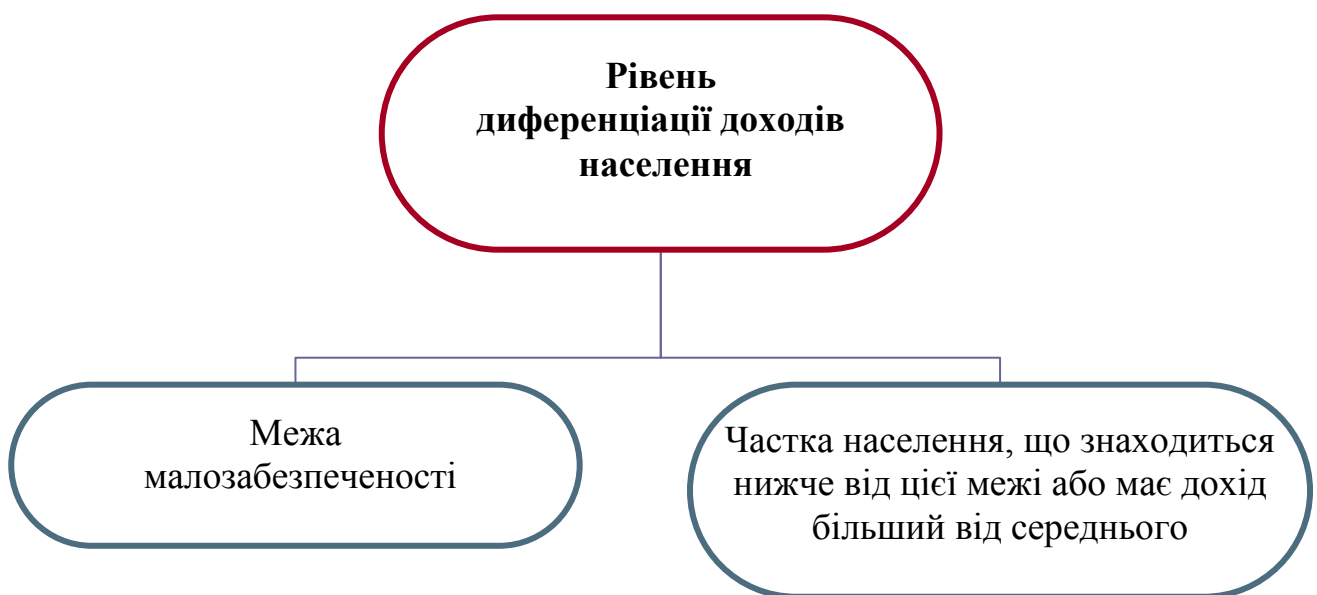 Рівень
диференціації доходів
населення
Межа
малозабезпеченості
Частка населення, що знаходиться
нижче від цієї межі або має дохід
більший від середнього